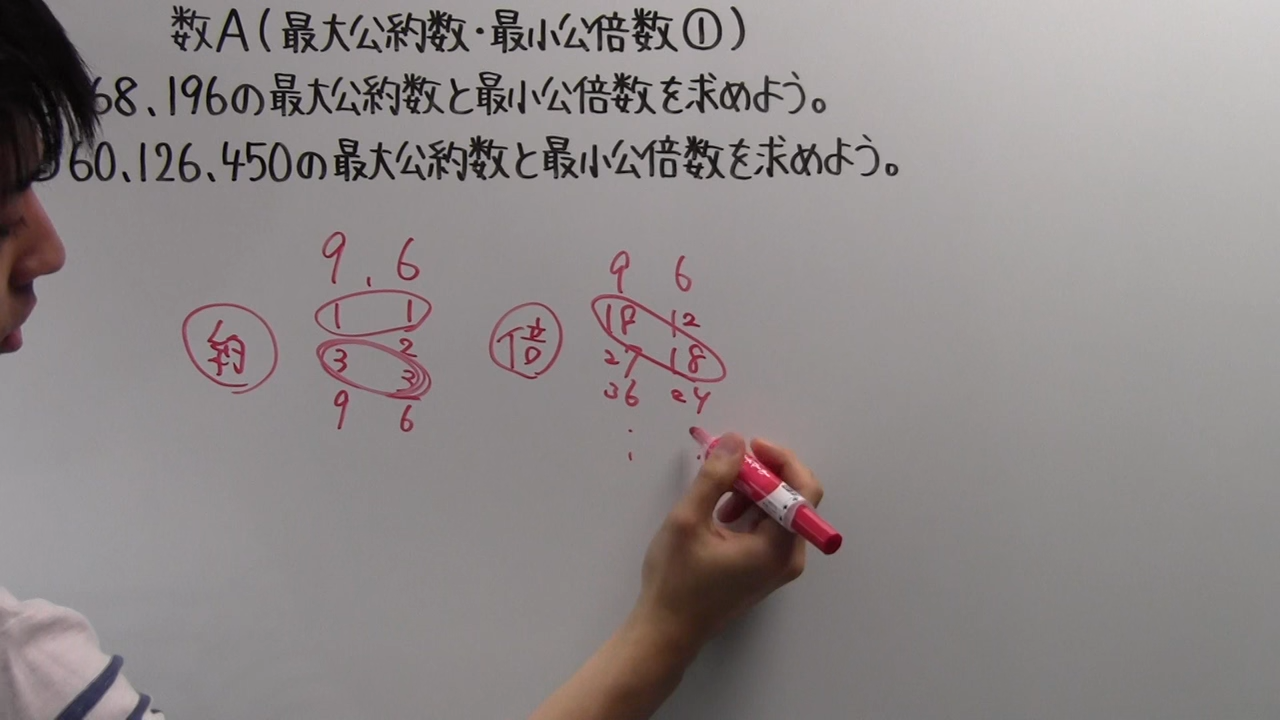 数A(最大公約数・最小公倍数①)
68、196の最大公約数と最小公倍数を求めよう。
60、126、450の最大公約数と最小公倍数を求めよう。
9, 6
約
1 1
2
3 3
9 6
倍
9 6
18 12
27 18
36 24